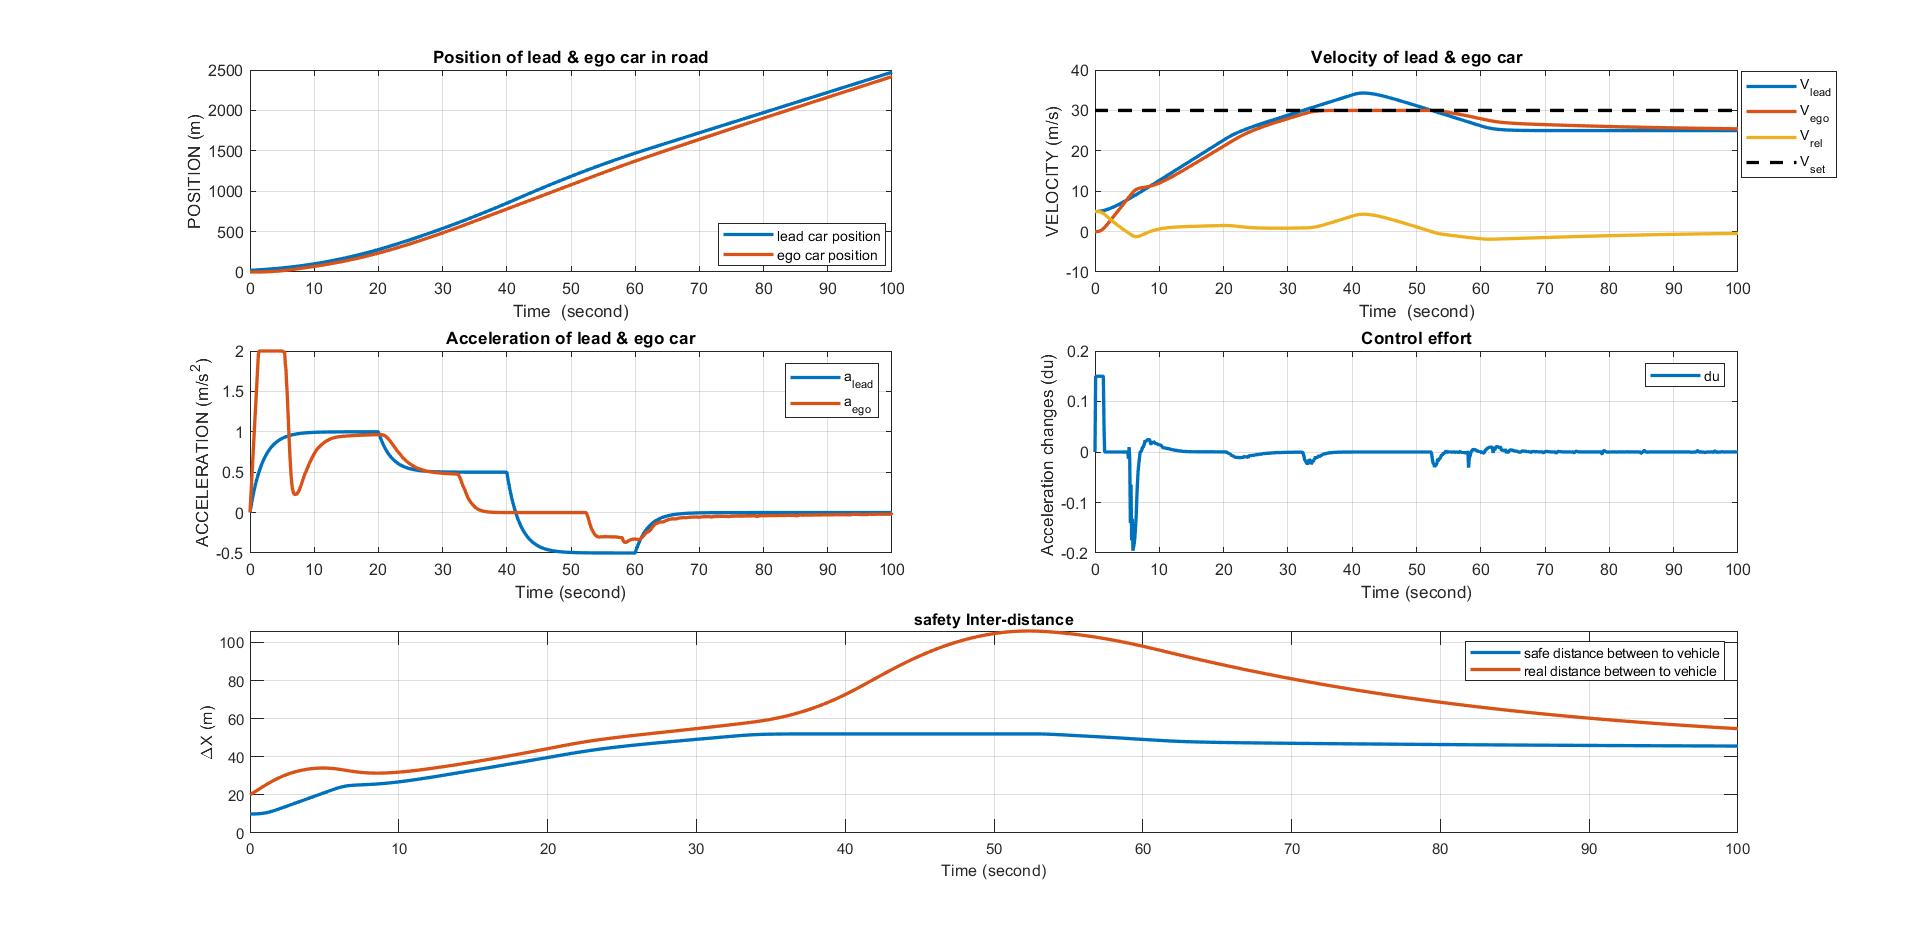 Position of lead & ego car in road
2500
2000
1500
1000
500
0
POSITION (m)
0 10 20 30 40 50 60 70 80 90 100
Time (second)
lead car position
ego car position
Velocity of lead & ego car
40
30
20
10
0
-10
VELOCITY (m/s)
0 10 20 30 40 50 60 70 80 90 100
Time (second)
V_lead
V_ego
V_rel
V_set
Acceleration of lead & ego car
2
1.5
1
0.5
0
-0.5
ACCELERATION (m/s²)
0 10 20 30 40 50 60 70 80 90 100
Time (second)
a_lead
a_ego
Control effort
0.2
0.1
0
-0.1
-0.2
Acceleration changes (du)
0 10 20 30 40 50 60 70 80 90 100
Time (second)
du
safety Inter-distance
100
80
60
40
20
0
ΔX (m)
0 10 20 30 40 50 60 70 80 90 100
Time (second)
safe distance between to vehicle
real distance between to vehicle